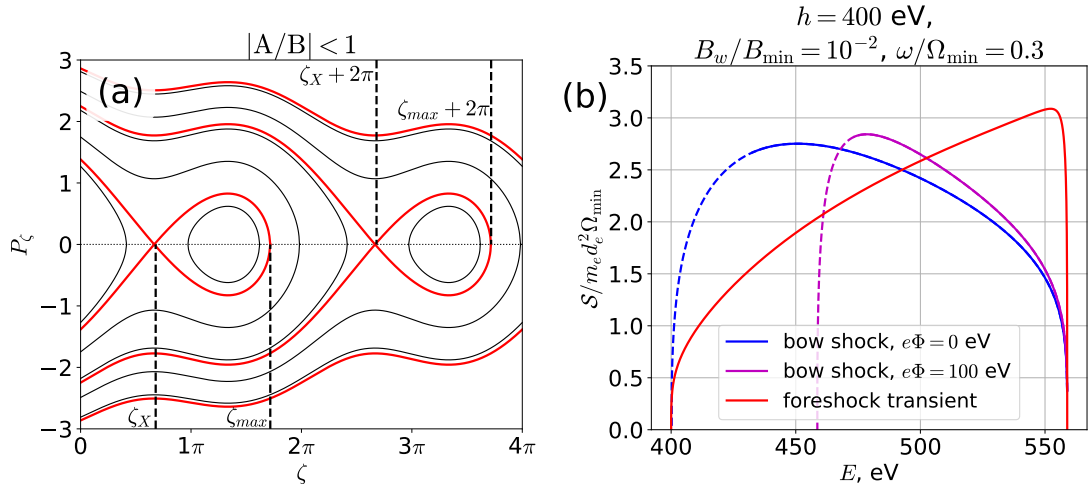 |A/B| < 1
(a)
ζ_X + 2π
ζ_max + 2π
P_ζ
3
2
1
0
−1
−2
−3
ζ_X
ζ_max
0
1π
2π
3π
4π
ζ
h = 400 eV,
B_w/B_min = 10^−2, ω/Ω_min = 0.3
(b)
S/m_e d_e^2 Ω_min
3.5
3.0
2.5
2.0
1.5
1.0
0.5
0.0
bow shock, eΦ = 0 eV
bow shock, eΦ = 100 eV
foreshock transient
400
450
500
550
E, eV